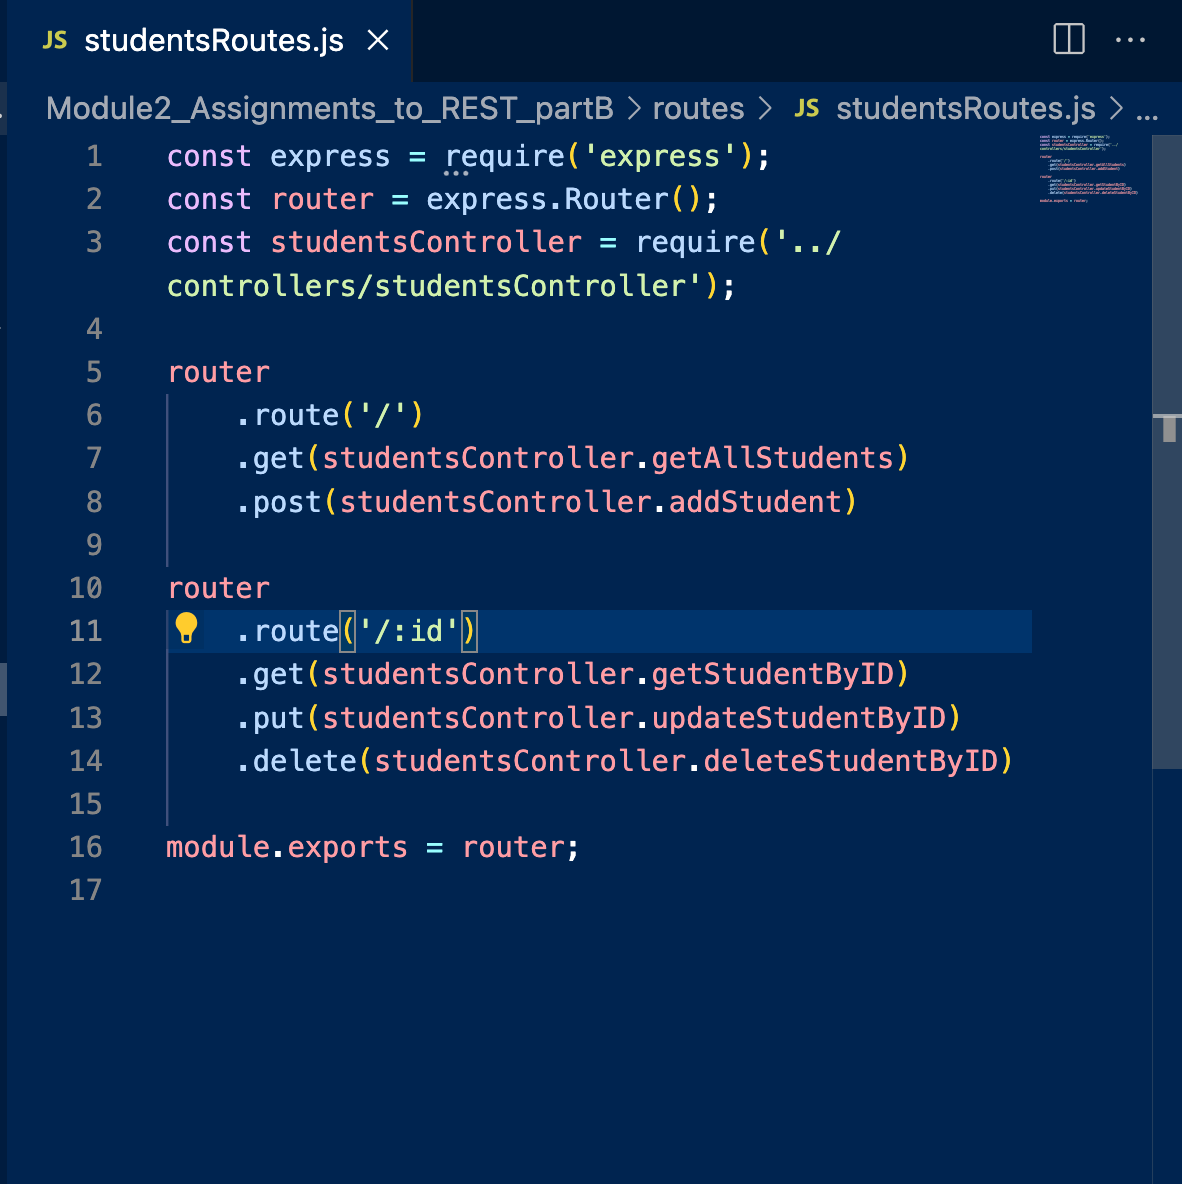 JS studentsRoutes.js
Module2_Assignments_to_REST_partB > routes > JS studentsRoutes.js > ...
1 const express = require('express');
2 const router = express.Router();
3 const studentsController = require('../
controllers/studentsController');
4
5 router
6 .route('/')
7 .get(studentsController.getAllStudents)
8 .post(studentsController.addStudent)
9
10 router
11 .route('/:id')
12 .get(studentsController.getStudentByID)
13 .put(studentsController.updateStudentByID)
14 .delete(studentsController.deleteStudentByID)
15
16 module.exports = router;
17